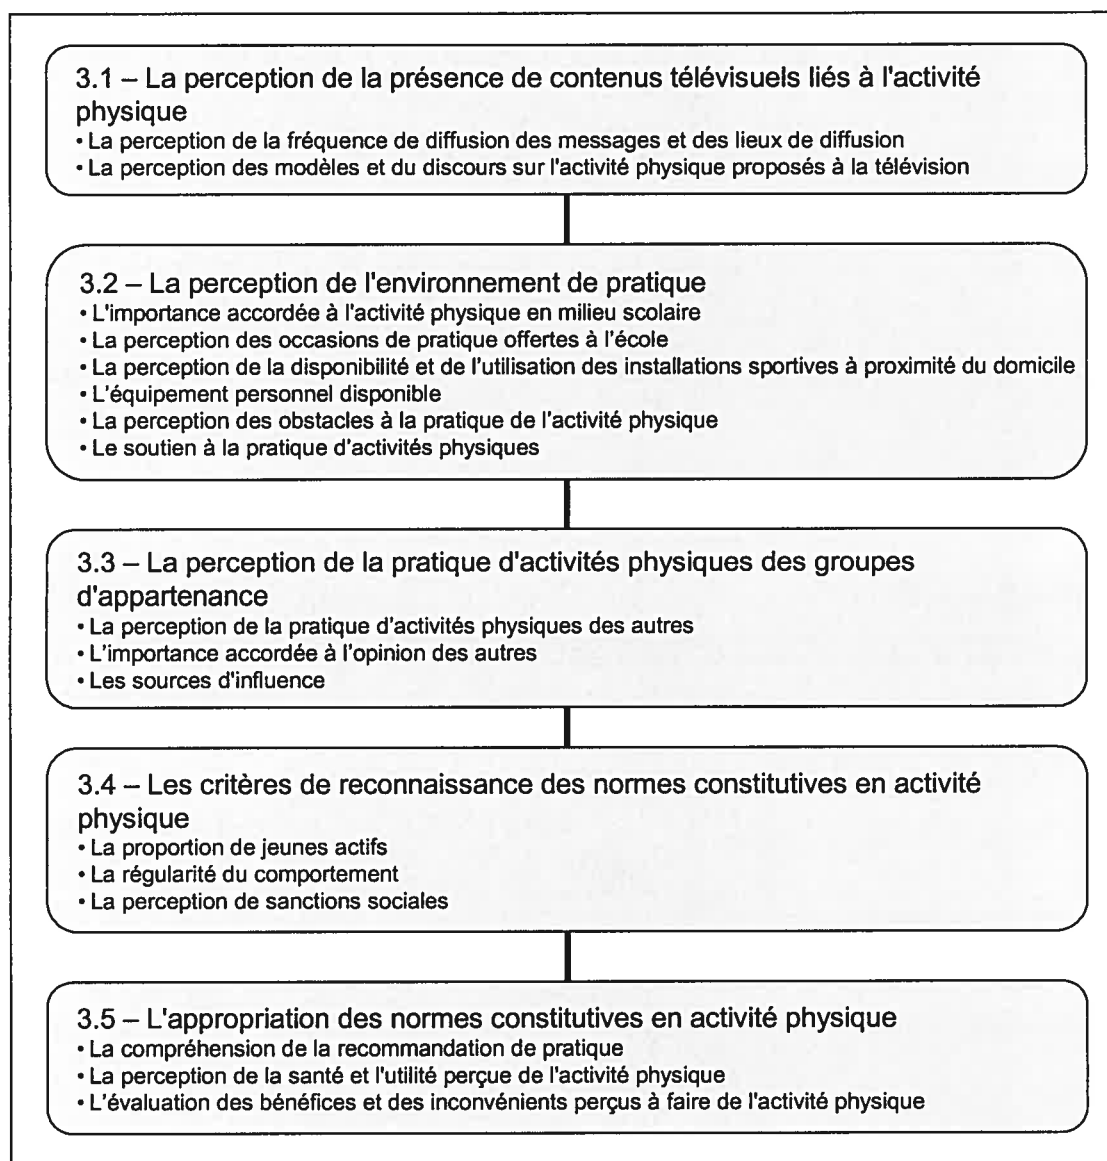 3.1 – La perception de la présence de contenus télévisuels liés à l'activité
physique
• La perception de la fréquence de diffusion des messages et des lieux de diffusion
• La perception des modèles et du discours sur l'activité physique proposés à la télévision
3.2 – La perception de l'environnement de pratique
• L'importance accordée à l'activité physique en milieu scolaire
• La perception des occasions de pratique offertes à l'école
• La perception de la disponibilité et de l'utilisation des installations sportives à proximité du domicile
• L'équipement personnel disponible
• La perception des obstacles à la pratique de l'activité physique
• Le soutien à la pratique d'activités physiques
3.3 – La perception de la pratique d'activités physiques des groupes
d'appartenance
• La perception de la pratique d'activités physiques des autres
• L'importance accordée à l'opinion des autres
• Les sources d'influence
3.4 – Les critères de reconnaissance des normes constitutives en activité
physique
• La proportion de jeunes actifs
• La régularité du comportement
• La perception de sanctions sociales
3.5 – L'appropriation des normes constitutives en activité physique
• La compréhension de la recommandation de pratique
• La perception de la santé et l'utilité perçue de l'activité physique
• L'évaluation des bénéfices et des inconvénients perçus à faire de l'activité physique